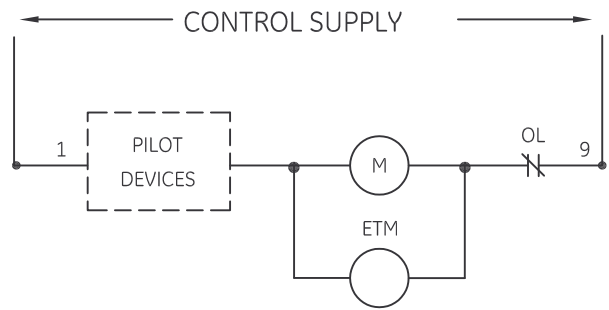 CONTROL SUPPLY
1
PILOT
DEVICES
M
OL
9
ETM